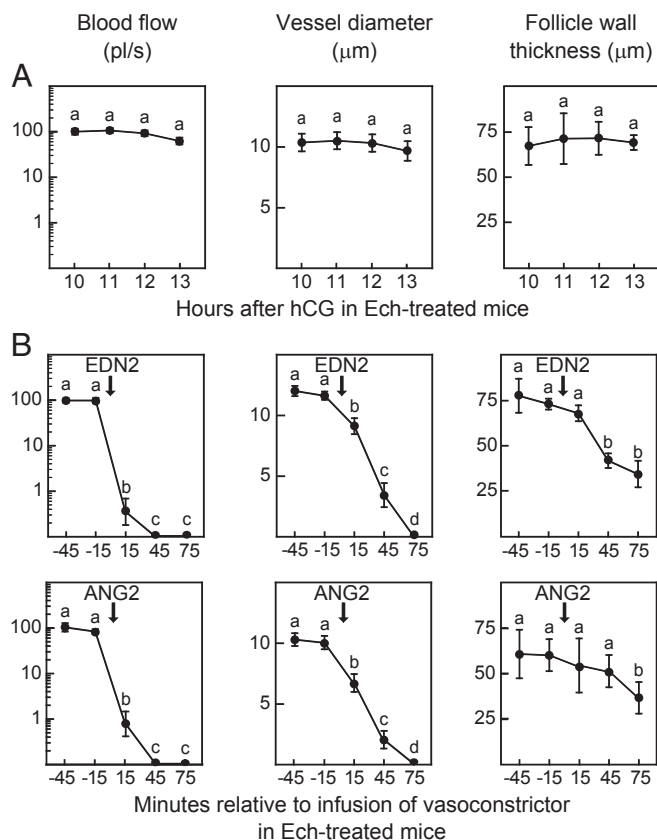 Blood flow Vessel diameter Follicle wall
(pl/s) (μm) thickness (μm)
A
a a a a
100
10
1
10 11 12 13
a a a a
10
5
10 11 12 13
a a a a
75
50
25
10 11 12 13
Hours after hCG in Ech-treated mice
B
EDN2
a a b c c
100
10
1
-45 -15 15 45 75
EDN2
a a b c d
10
5
-45 -15 15 45 75
EDN2
a a a b b
75
50
25
-45 -15 15 45 75
ANG2
a a b c c
100
10
1
-45 -15 15 45 75
ANG2
a a b c d
10
5
-45 -15 15 45 75
ANG2
a a a a b
75
50
25
-45 -15 15 45 75
Minutes relative to infusion of vasoconstrictor
in Ech-treated mice